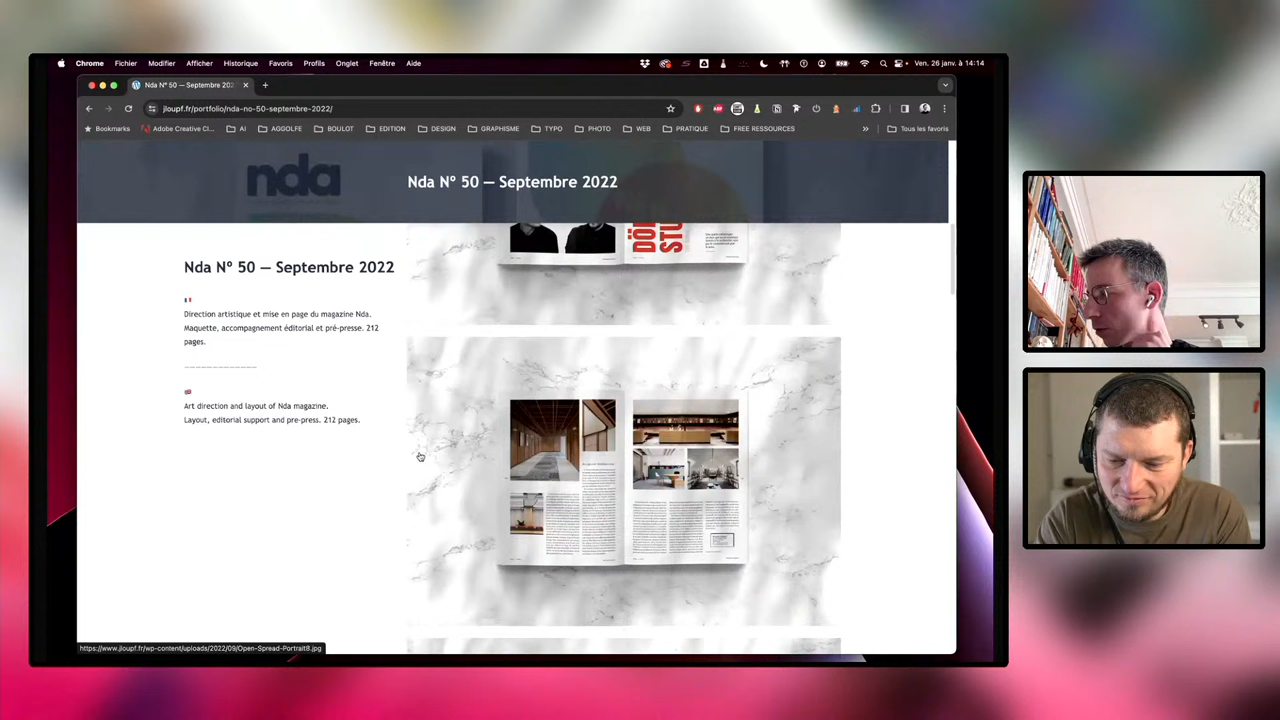 Chrome Fichier Modifier Afficher Historique Favoris Profils Onglet Fenêtre Aide
Ven. 26 janv. à 14:14
Nda Nº 50 — Septembre 202
jloupf.fr/portfolio/nda-no-50-septembre-2022/
Bookmarks Adobe Creative Cl... AI AGGOLFE BOULOT EDITION DESIGN GRAPHISME TYPO PHOTO WEB PRATIQUE FREE RESSOURCES » Tous les favoris
nda
Nda Nº 50 — Septembre 2022
Nda Nº 50 — Septembre 2022
Direction artistique et mise en page du magazine Nda.
Maquette, accompagnement éditorial et pré-presse. 212
pages.
Art direction and layout of Nda magazine.
Layout, editorial support and pre-press. 212 pages.
https://www.jloupf.fr/wp-content/uploads/2022/09/Open-Spread-Portrait8.jpg